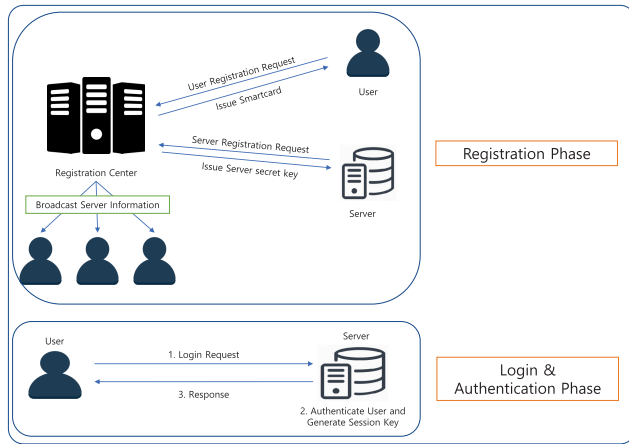 User Registration Request
Issue Smartcard
User
Server Registration Request
Issue Server secret key
Registration Center
Server
Broadcast Server Information
Registration Phase
User
Server
1. Login Request
3. Response
2. Authenticate User and
Generate Session Key
Login &
Authentication Phase